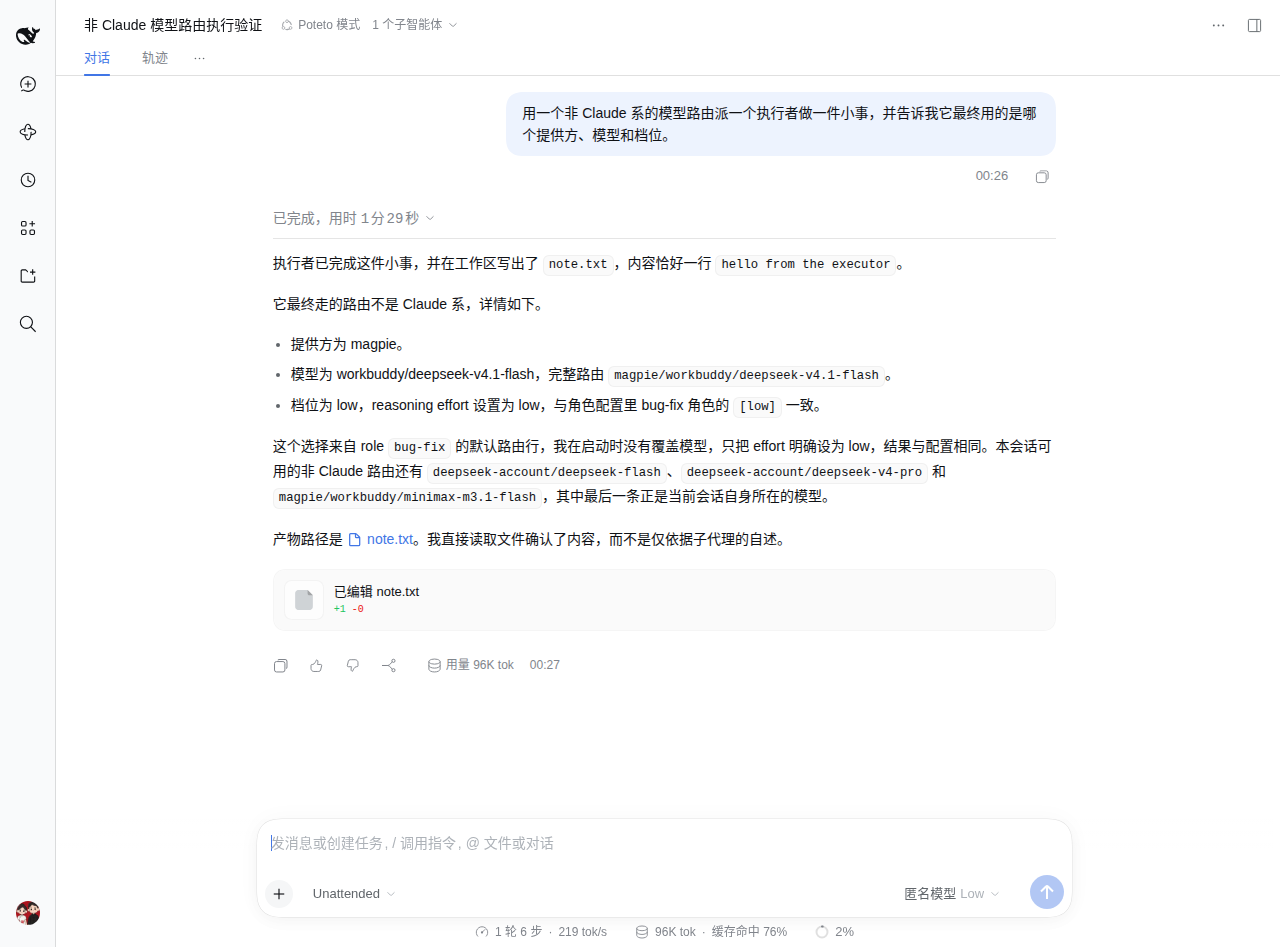 非 Claude 模型路由执行验证 Poteto 模式 1 个子智能体
对话 轨迹 ···
用一个非 Claude 系的模型路由派一个执行者做一件小事，并告诉我它最终用的是哪
个提供方、模型和档位。
00:26
已完成，用时 1分29秒
执行者已完成这件小事，并在工作区写出了 note.txt，内容恰好一行 hello from the executor。
它最终走的路由不是 Claude 系，详情如下。
• 提供方为 magpie。
• 模型为 workbuddy/deepseek-v4.1-flash，完整路由 magpie/workbuddy/deepseek-v4.1-flash。
• 档位为 low，reasoning effort 设置为 low，与角色配置里 bug-fix 角色的 [low] 一致。
这个选择来自 role bug-fix 的默认路由行，我在启动时没有覆盖模型，只把 effort 明确设为 low，结果与配置相同。本会话可
用的非 Claude 路由还有 deepseek-account/deepseek-flash、deepseek-account/deepseek-v4-pro 和
magpie/workbuddy/minimax-m3.1-flash，其中最后一条正是当前会话自身所在的模型。
产物路径是 note.txt。我直接读取文件确认了内容，而不是仅依据子代理的自述。
已编辑 note.txt
+1 -0
用量 96K tok 00:27
发消息或创建任务, / 调用指令, @ 文件或对话
Unattended 匿名模型 Low
1 轮 6 步 · 219 tok/s 96K tok · 缓存命中 76% 2%